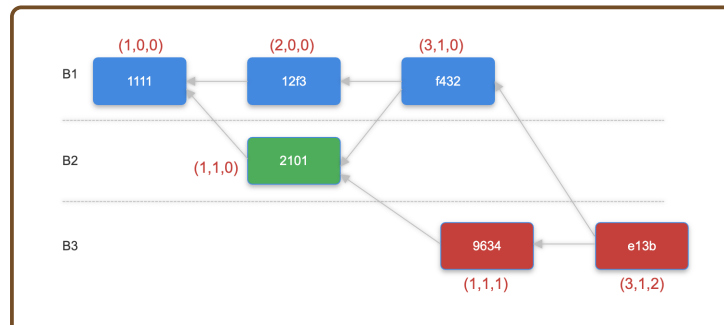 (1,0,0) (2,0,0) (3,1,0)
B1 1111 12f3 f432
B2 (1,1,0) 2101
B3 9634 e13b
(1,1,1) (3,1,2)